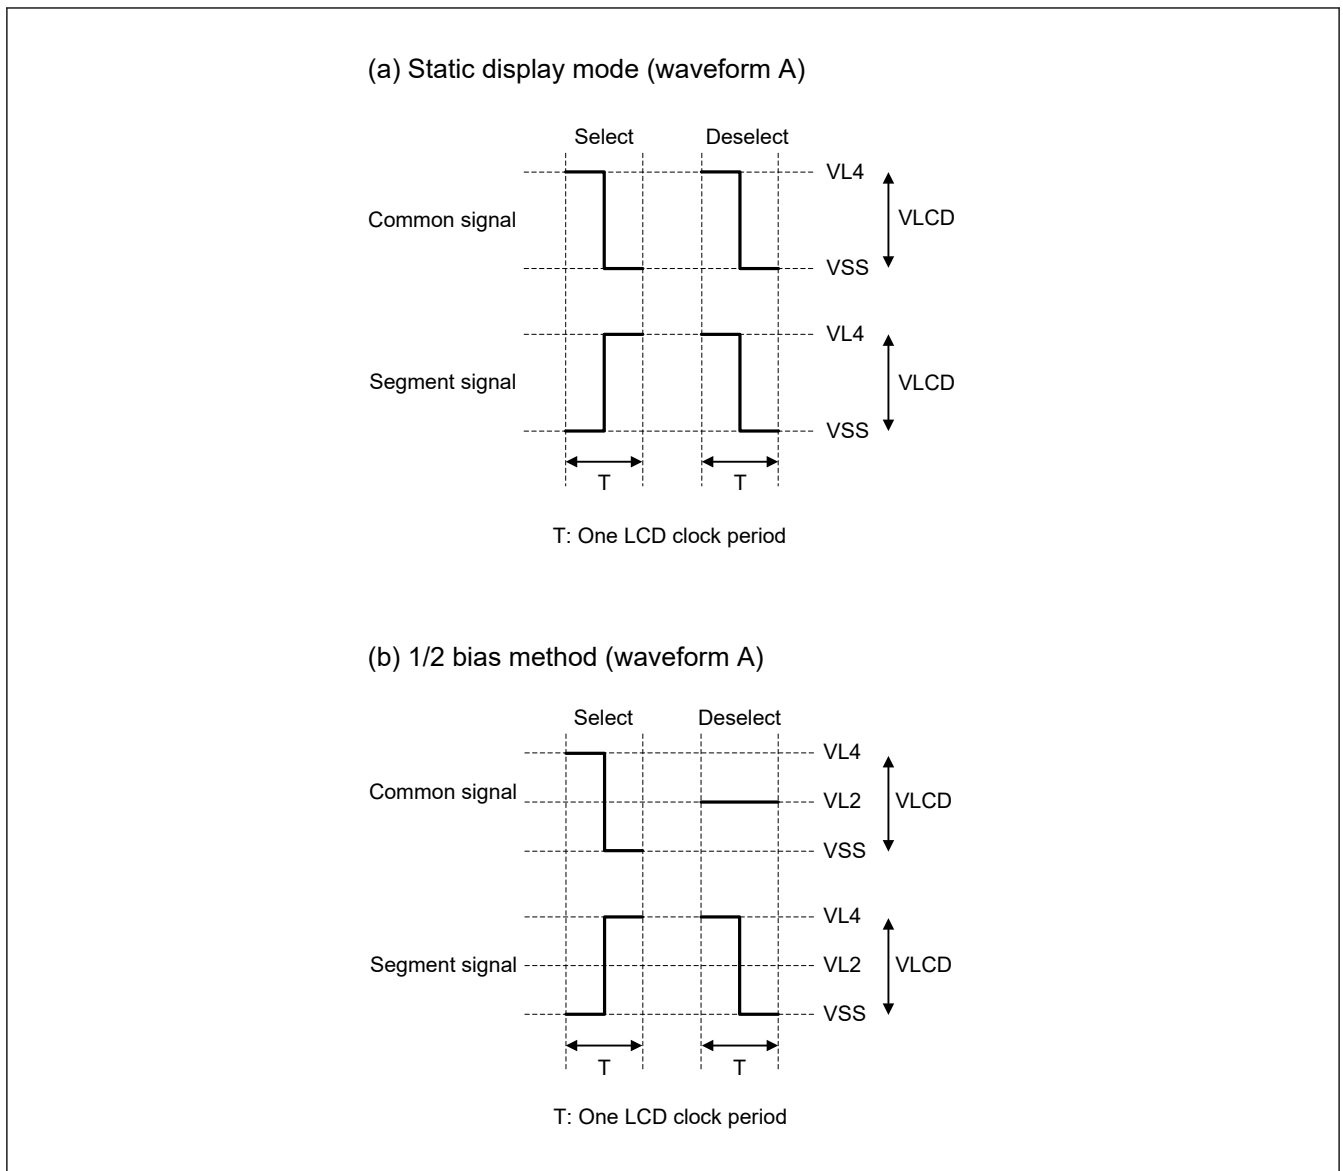 (a) Static display mode (waveform A)
Select Deselect
VL4
Common signal VLCD
VSS
VL4
Segment signal VLCD
VSS
T T
T: One LCD clock period
(b) 1/2 bias method (waveform A)
Select Deselect
VL4
Common signal VL2 VLCD
VSS
VL4
Segment signal VL2 VLCD
VSS
T T
T: One LCD clock period